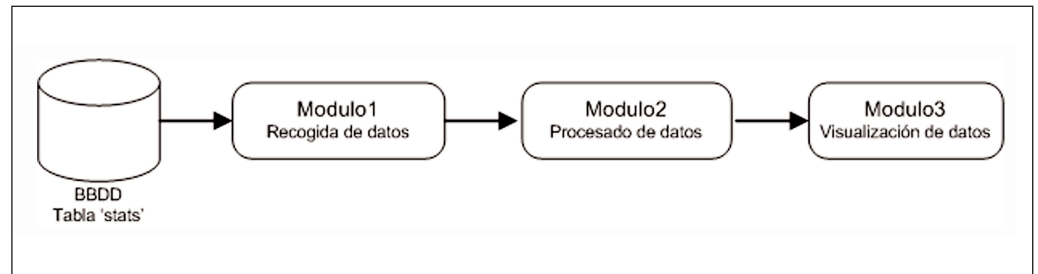 BBDD
Tabla 'stats'
Modulo1
Recogida de datos
Modulo2
Procesado de datos
Modulo3
Visualización de datos